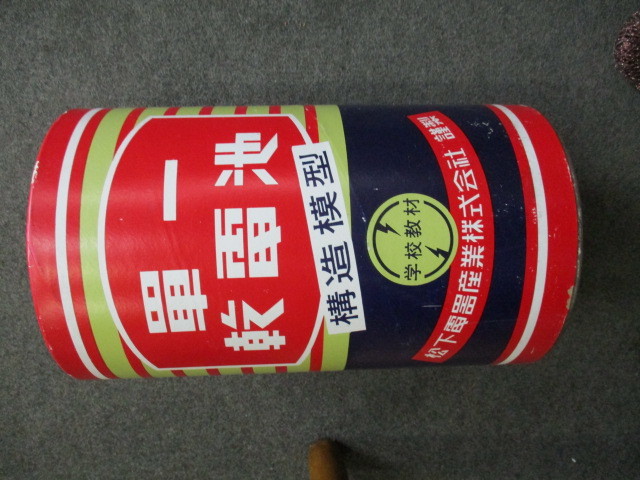 單一
乾電池
構造模型
学校教材
松下電器産業株式会社 謹製